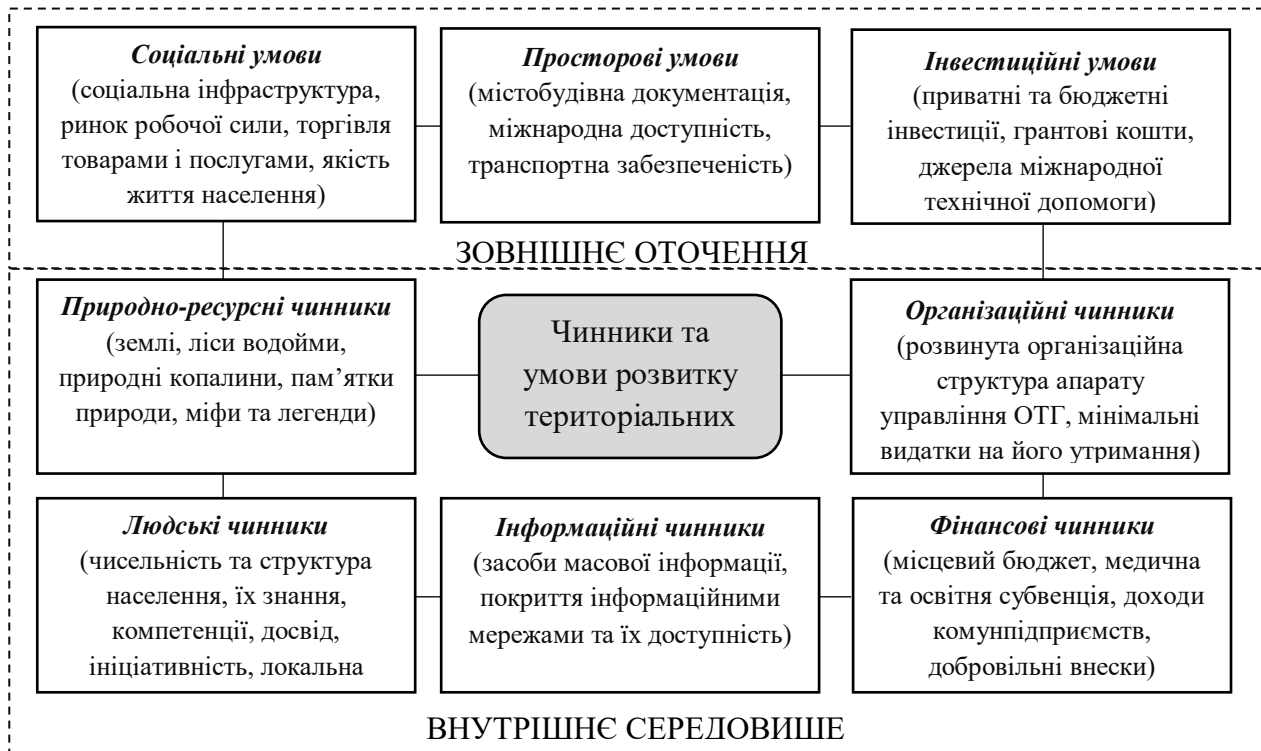 Соціальні умови
(соціальна інфраструктура,
ринок робочої сили, торгівля
товарами і послугами, якість
життя населення)
Просторові умови
(містобудівна документація,
міжнародна доступність,
транспортна забезпеченість)
Інвестиційні умови
(приватні та бюджетні
інвестиції, грантові кошти,
джерела міжнародної
технічної допомоги)
ЗОВНІШНЄ ОТОЧЕННЯ
Природно-ресурсні чинники
(землі, ліси водойми,
природні копалини, пам’ятки
природи, міфи та легенди)
Чинники та
умови розвитку
територіальних
Організаційні чинники
(розвинута організаційна
структура апарату
управління ОТГ, мінімальні
видатки на його утримання)
Людські чинники
(чисельність та структура
населення, їх знання,
компетенції, досвід,
ініціативність, локальна
Інформаційні чинники
(засоби масової інформації,
покриття інформаційними
мережами та їх доступність)
Фінансові чинники
(місцевий бюджет, медична
та освітня субвенція, доходи
комунпідприємств,
добровільні внески)
ВНУТРІШНЄ СЕРЕДОВИШЕ